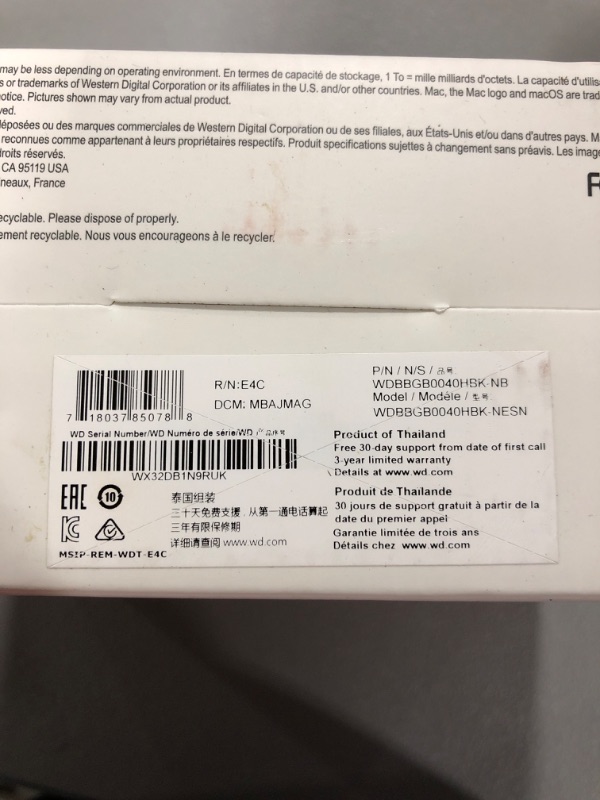 may be less depending on operating environment. En termes de capacité de stockage, 1 To = mille milliards d'octets. La capacité d'utilis
s or trademarks of Western Digital Corporation or its affiliates in the U.S. and/or other countries. Mac, the Mac logo and macOS are trad
otice. Pictures shown may vary from actual product.
ved.
déposées ou des marques commerciales de Western Digital Corporation ou de ses filiales, aux États-Unis et/ou dans d'autres pays. M
reconnues comme appartenant à leurs propriétaires respectifs. Produit specifications sujettes à changement sans préavis. Les image
droits réservés.
CA 95119 USA
neaux, France
R
ecyclable. Please dispose of properly.
ement recyclable. Nous vous encourageons à le recycler.
7 18037 85078 8
R/N:E4C
DCM: MBAJMAG
P/N / N/S / 品号
WDBBGB0040HBK-NB
Model / Modèle / 型号
WDBBGB0040HBK-NESN
WD Serial Number/WD Numéro de série/WD 产品序号
WX32DB1N9RUK
Product of Thailand
Free 30-day support from date of first call
3-year limited warranty
Details at www.wd.com
EAC
10
泰国组装
三十天免费支援，从第一通电话算起
三年有限保修期
详细请查阅 www.wd.com
MSIP-REM-WDT-E4C
Produit de Thaïlande
30 jours de support gratuit à partir de la
date du premier appel
Garantie limitée de trois ans
Détails chez www.wd.com